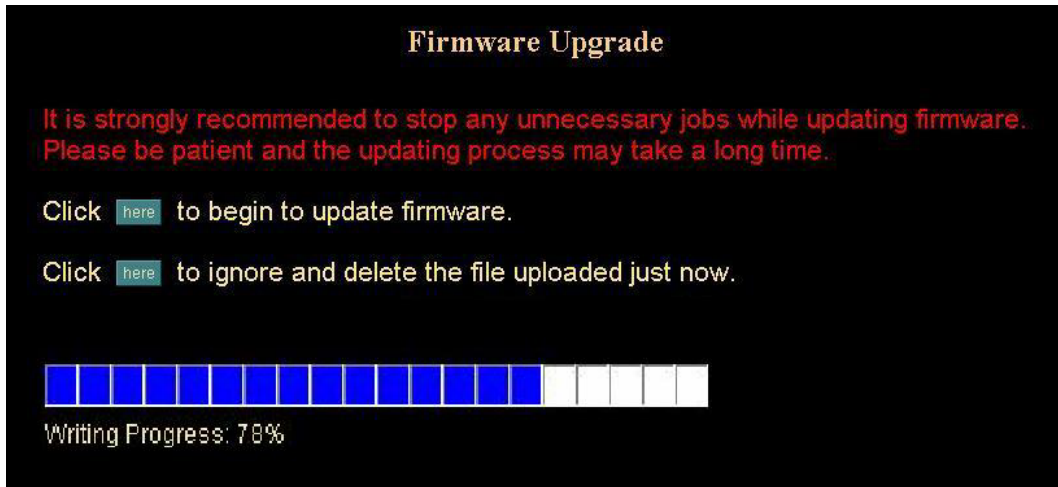 Firmware Upgrade
It is strongly recommended to stop any unnecessary jobs while updating firmware.
Please be patient and the updating process may take a long time.
Click here to begin to update firmware.
Click here to ignore and delete the file uploaded just now.
Writing Progress: 78%